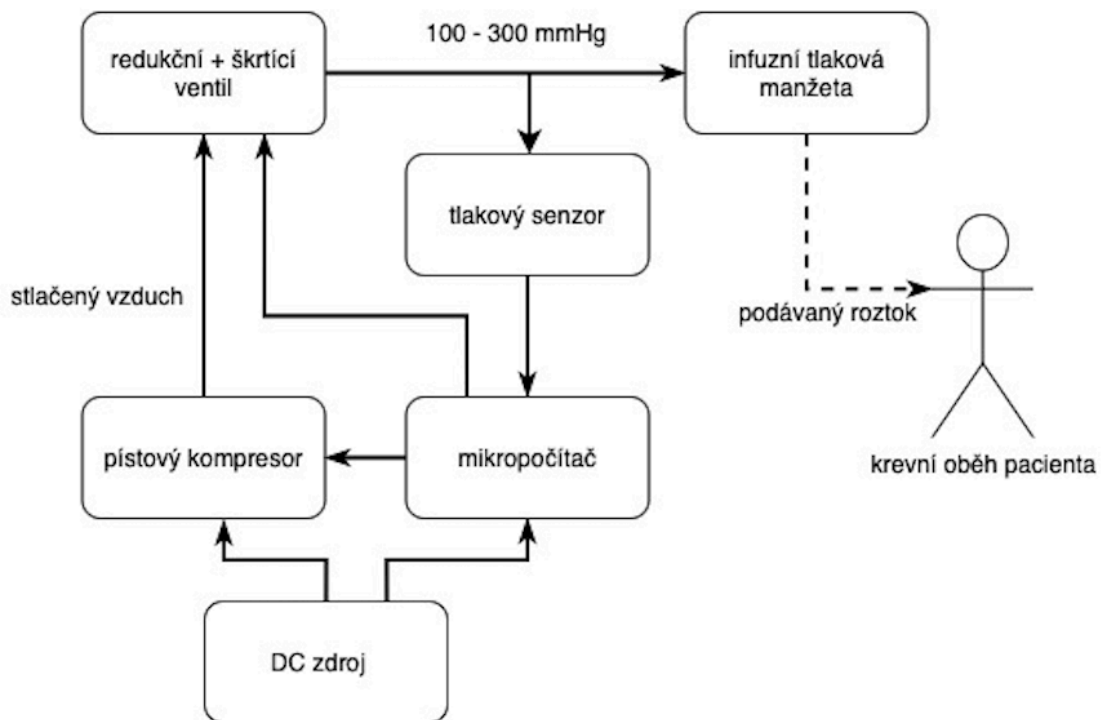 redukční + škrtící
ventil
100 - 300 mmHg
infuzní tlaková
manžeta
tlakový senzor
stlačený vzduch
podávaný roztok
pístový kompresor
mikropočítač
krevní oběh pacienta
DC zdroj